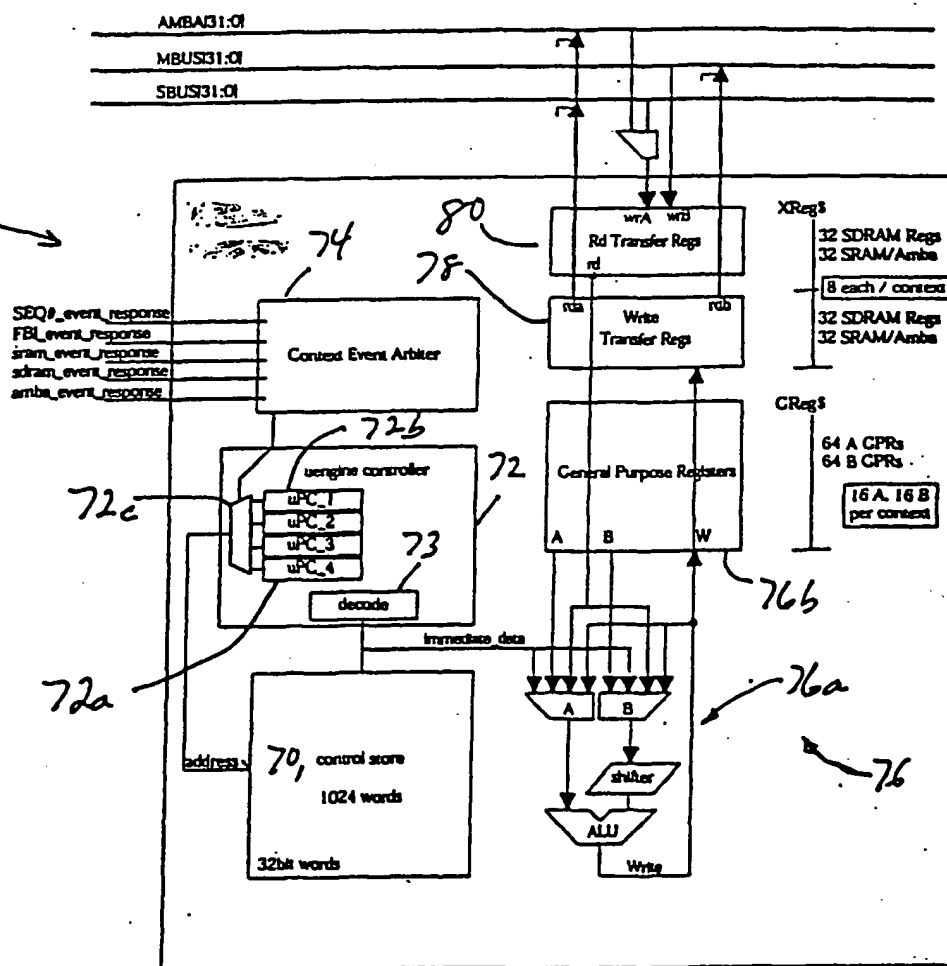 AMBA[31:0]
MBUS[31:0]
SBUS[31:0]
wrA wrB
80
Rd Transfer Regs
rd
XRegs
32 SDRAM Regs
32 SRAM/Amba
8 each / context
32 SDRAM Regs
32 SRAM/Amba
74
78
rda
rdb
Write
Transfer Regs
SEQ#_event_response
FBI_event_response
sram_event_response
sdram_event_response
amba_event_response
Context Event Arbiter
GRegs
64 A GPRs
64 B GPRs
16 A, 16 B
per context
General Purpose Registers
A
B
W
76b
72b
72
uengine controller
72c
uPC_1
uPC_2
uPC_3
uPC_4
73
decode
72a
immediate_data
A
B
76a
76
shifter
ALU
Write
address
70,
control store
1024 words
32bit words